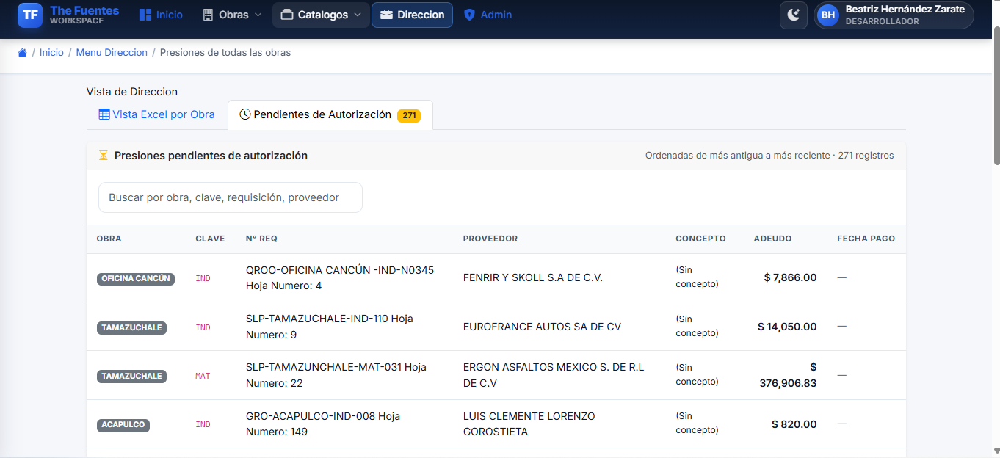 TF The Fuentes WORKSPACE Inicio Obras Catalogos Direccion Admin BH Beatriz Hernández Zarate DESARROLLADOR
/ Inicio / Menu Direccion / Presiones de todas las obras
Vista de Direccion
Vista Excel por Obra Pendientes de Autorización 271
Presiones pendientes de autorización Ordenadas de más antigua a más reciente · 271 registros
Buscar por obra, clave, requisición, proveedor
OBRA CLAVE N° REQ PROVEEDOR CONCEPTO ADEUDO FECHA PAGO
OFICINA CANCÚN IND QROO-OFICINA CANCÚN -IND-N0345 Hoja Numero: 4 FENRIR Y SKOLL S.A DE C.V. (Sin concepto) $ 7,866.00 —
TAMAZUCHALE IND SLP-TAMAZUCHALE-IND-110 Hoja Numero: 9 EUROFRANCE AUTOS SA DE CV (Sin concepto) $ 14,050.00 —
TAMAZUCHALE MAT SLP-TAMAZUNCHALE-MAT-031 Hoja Numero: 22 ERGON ASFALTOS MEXICO S. DE R.L DE C.V (Sin concepto) $ 376,906.83 —
ACAPULCO IND GRO-ACAPULCO-IND-008 Hoja Numero: 149 LUIS CLEMENTE LORENZO GOROSTIETA (Sin concepto) $ 820.00 —